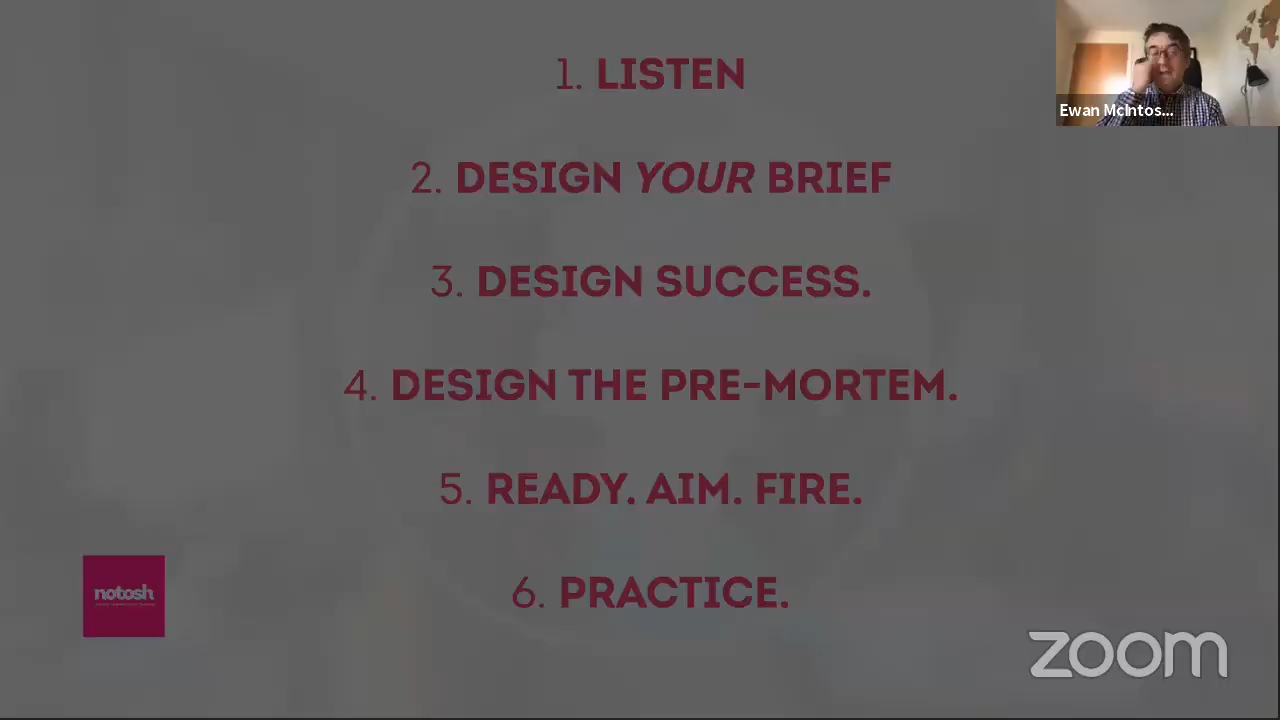 1. LISTEN
Ewan McIntos...
2. DESIGN YOUR BRIEF
3. DESIGN SUCCESS.
4. DESIGN THE PRE-MORTEM.
5. READY. AIM. FIRE.
6. PRACTICE.
notosh
zoom